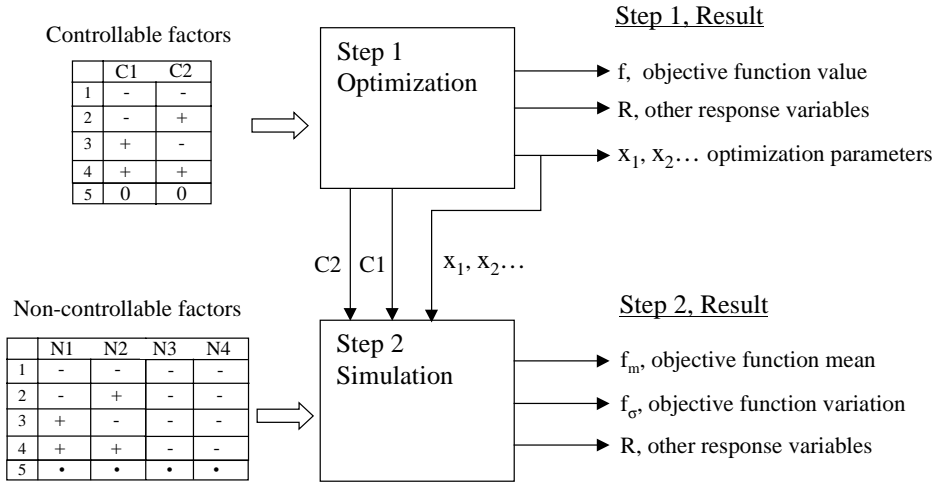 Step 1, Result
Controllable factors
C1 C2
1 - -
2 - +
3 + -
4 + +
5 0 0
Step 1
Optimization
f, objective function value
R, other response variables
x₁, x₂… optimization parameters
C2 C1 x₁, x₂…
Non-controllable factors
N1 N2 N3 N4
1 - - - -
2 - + - -
3 + - - -
4 + + - -
5 • • • •
Step 2
Simulation
Step 2, Result
fₘ, objective function mean
f_σ, objective function variation
R, other response variables